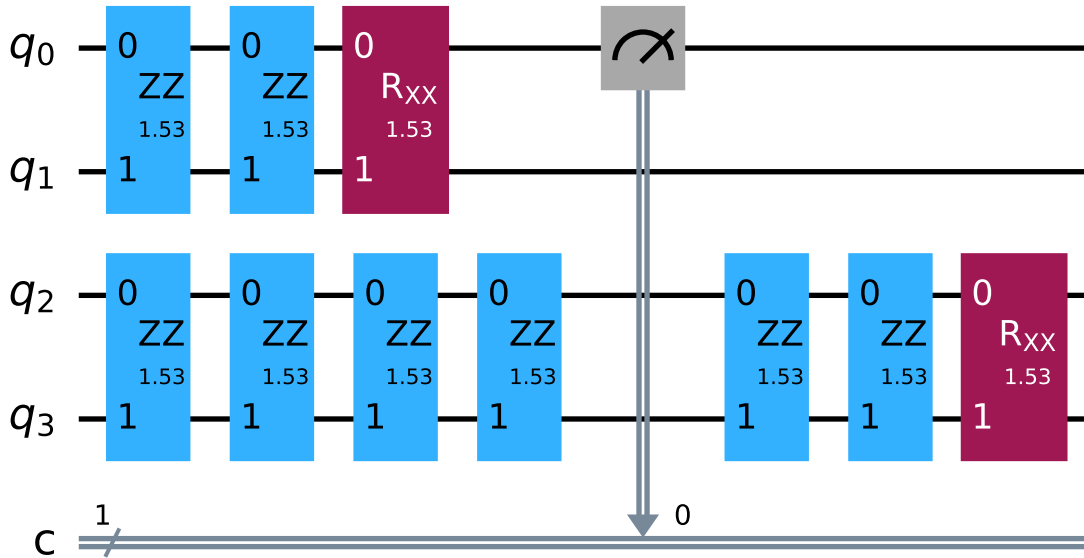 q0 0 0 0
ZZ ZZ RXX
1.53 1.53 1.53
q1 1 1 1
q2 0 0 0 0 0 0 0
ZZ ZZ ZZ ZZ ZZ ZZ RXX
1.53 1.53 1.53 1.53 1.53 1.53 1.53
q3 1 1 1 1 1 1 1
1 0
c